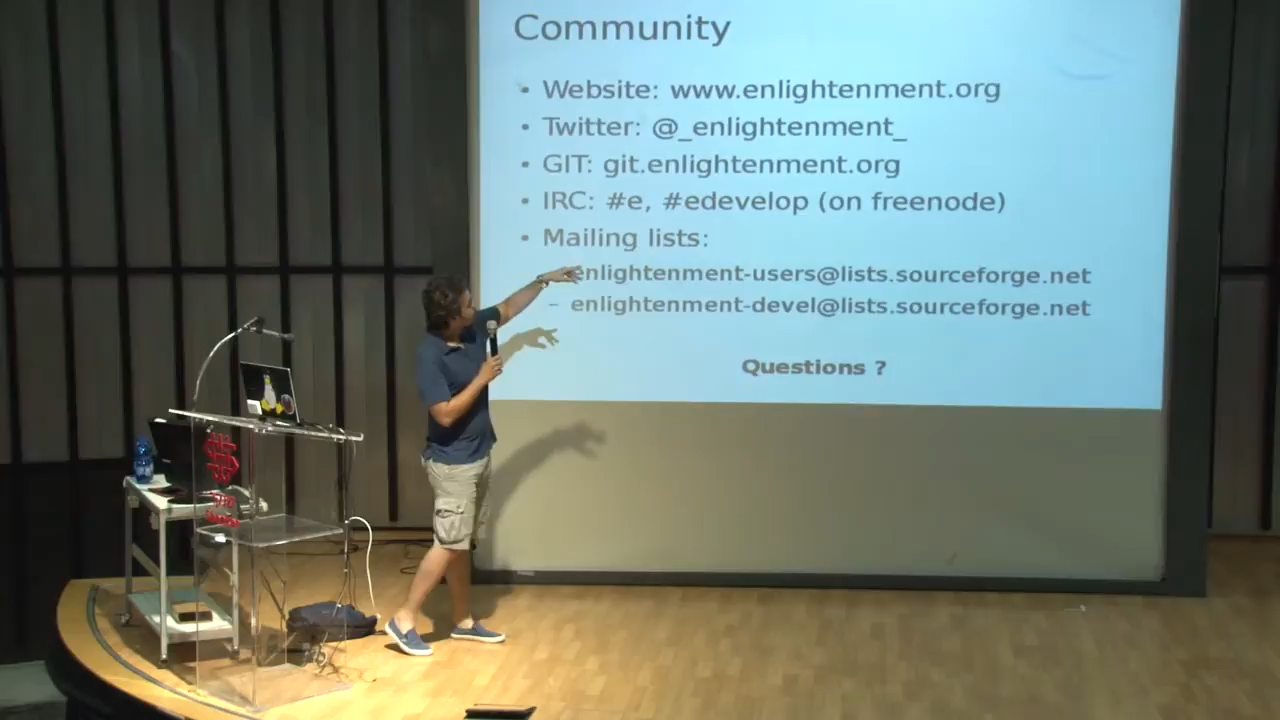 Community
• Website: www.enlightenment.org
• Twitter: @_enlightenment_
• GIT: git.enlightenment.org
• IRC: #e, #edevelop (on freenode)
• Mailing lists:
enlightenment-users@lists.sourceforge.net
– enlightenment-devel@lists.sourceforge.net
Questions ?